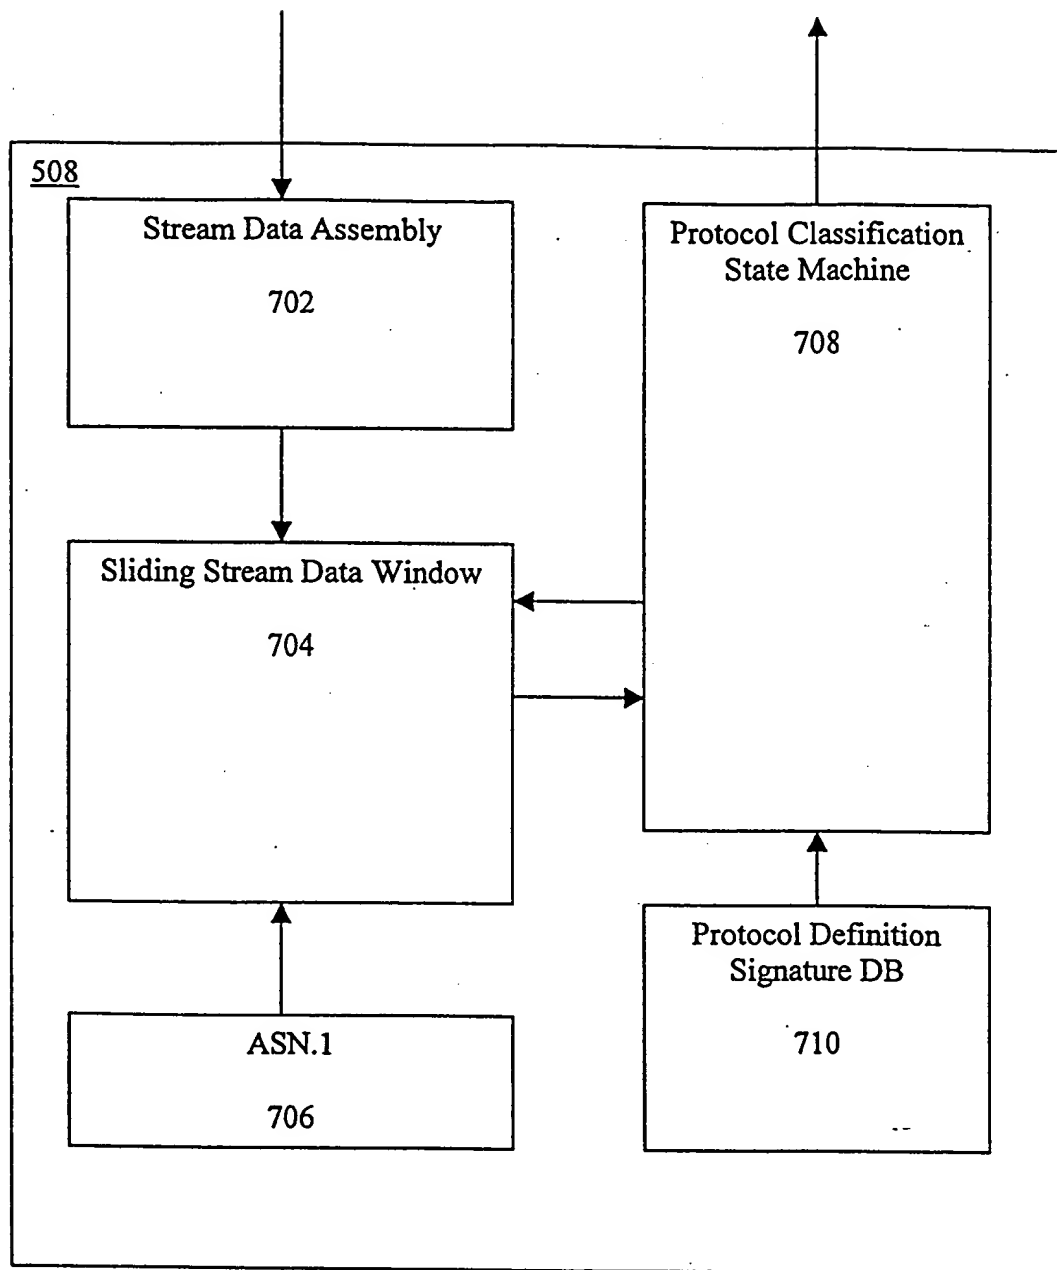 508
Stream Data Assembly
702
Protocol Classification
State Machine
708
Sliding Stream Data Window
704
Protocol Definition
Signature DB
710
ASN.1
706